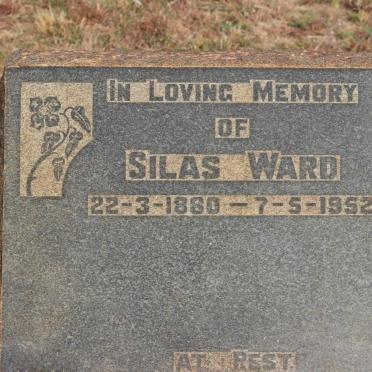 In Loving Memory
OF
Silas Ward
22-3-1880 – 7-5-1952
At Rest